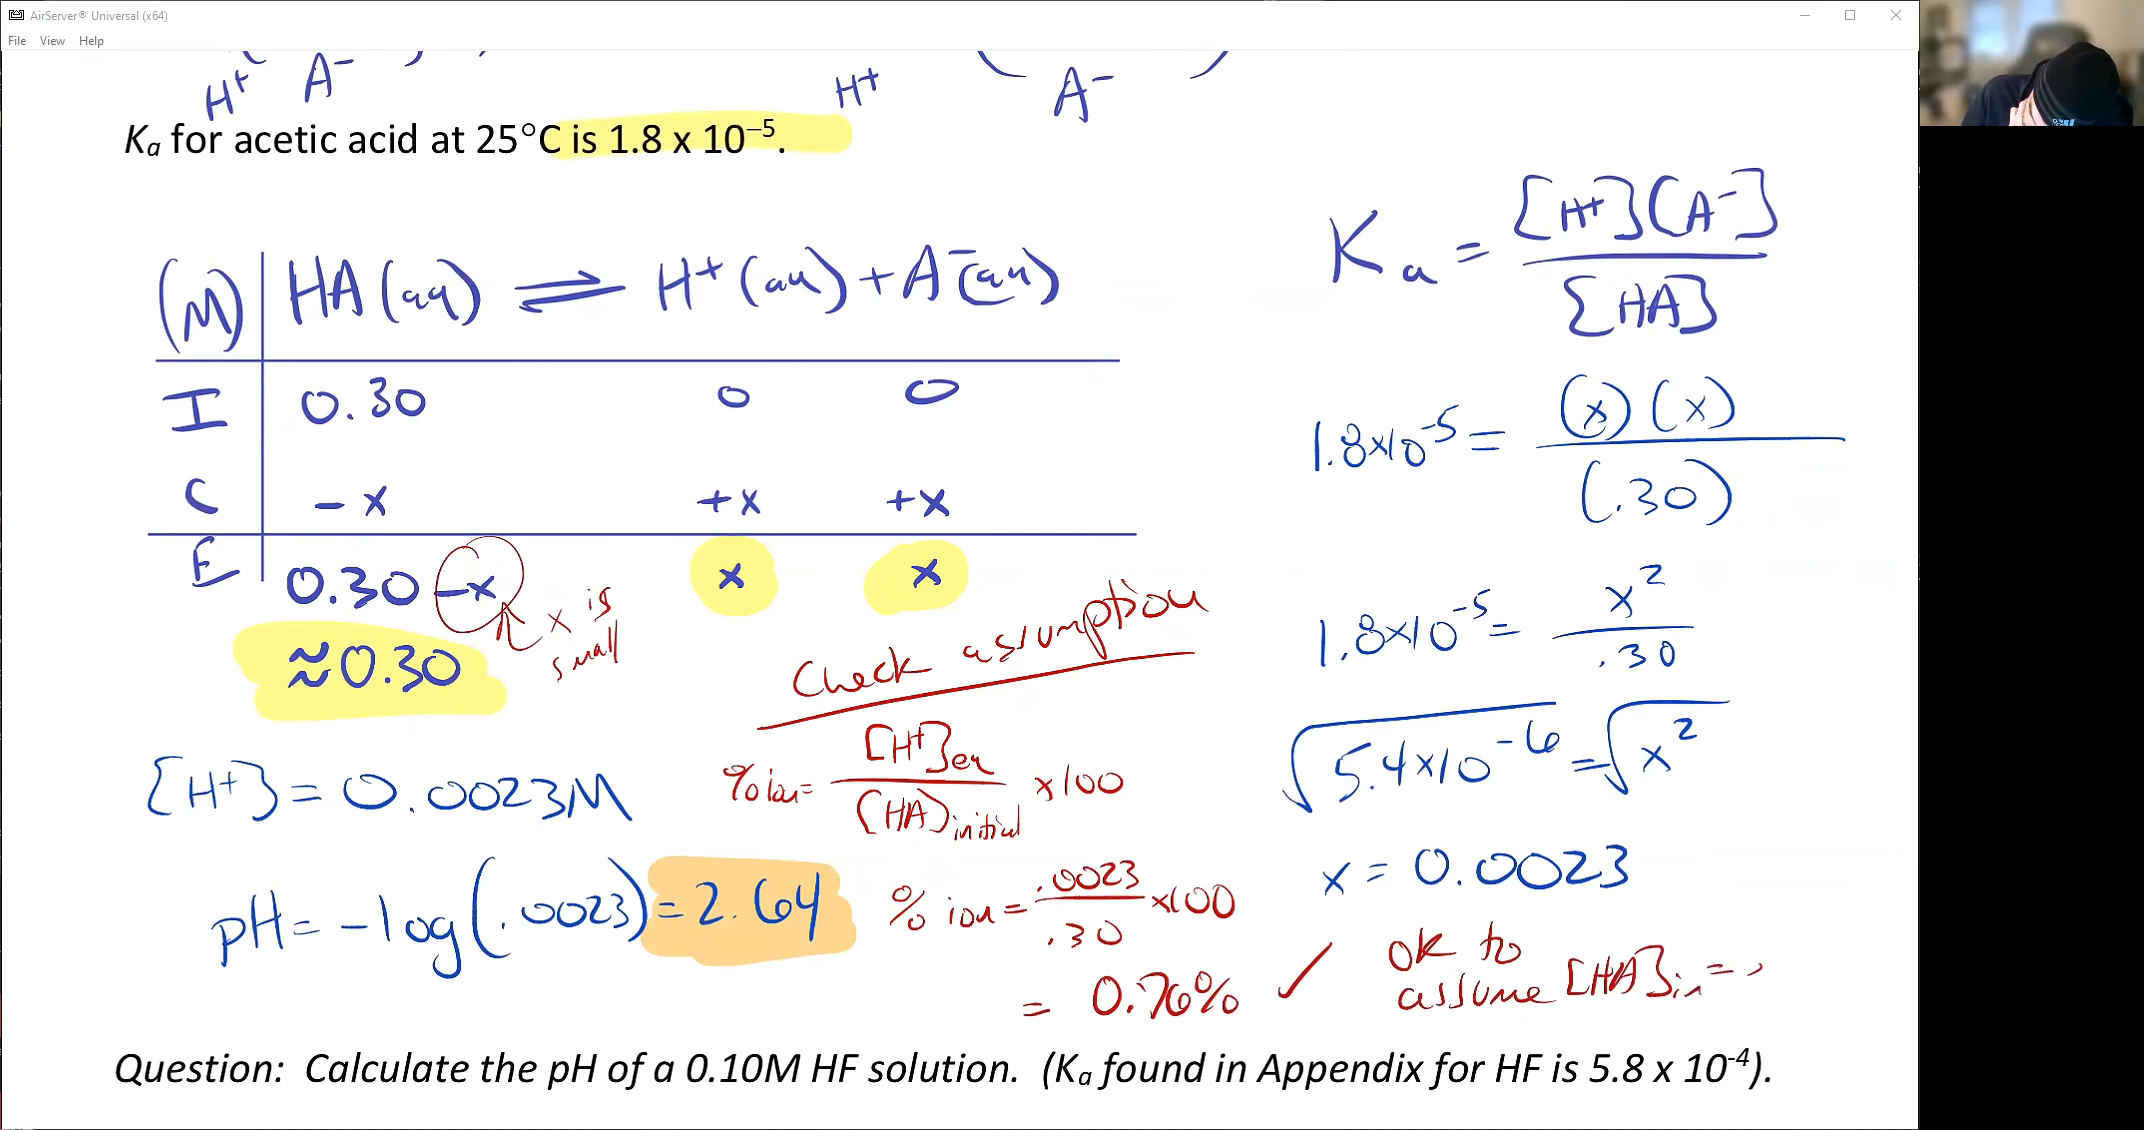 AirServer® Universal (x64)
File View Help
H⁺ A⁻ H⁺ A⁻
Kₐ for acetic acid at 25°C is 1.8 x 10⁻⁵.
Kₐ = [H⁺][A⁻] / [HA]
(M) HA(aq) ⇌ H⁺(aq) + A⁻(aq)
I 0.30 0 0
C -x +x +x
E 0.30 -x x x
x is small
≈0.30
1.8x10⁻⁵ = (x)(x) / (.30)
1.8x10⁻⁵ = x² / .30
√5.4x10⁻⁶ = √x²
x = 0.0023
[H⁺] = 0.0023M
pH = -log(.0023) = 2.64
Check assumption
% ion = [H⁺]eq / [HA]initial x100
% ion = .0023 / .30 x100
= 0.76% ✓
ok to
assume [HA]in =
Question: Calculate the pH of a 0.10M HF solution. (Kₐ found in Appendix for HF is 5.8 x 10⁻⁴).